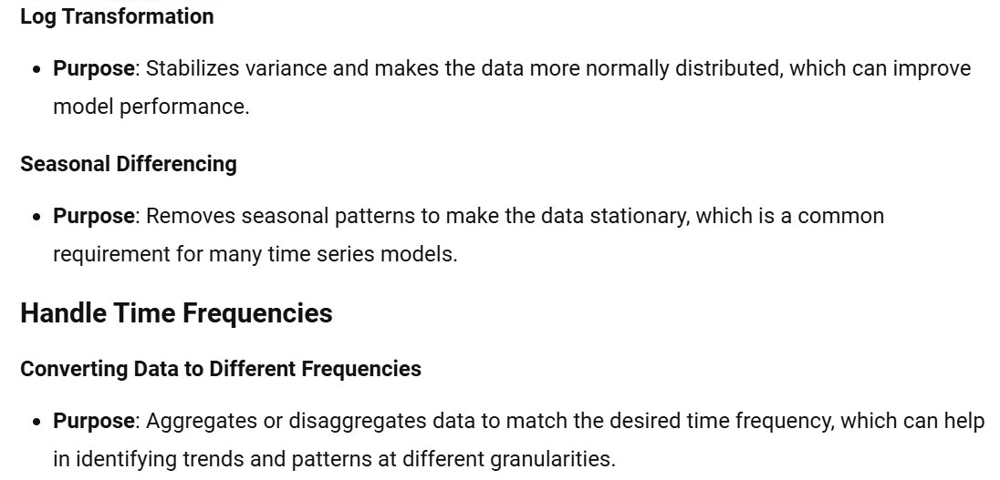 Log Transformation
• Purpose: Stabilizes variance and makes the data more normally distributed, which can improve
model performance.
Seasonal Differencing
• Purpose: Removes seasonal patterns to make the data stationary, which is a common
requirement for many time series models.
Handle Time Frequencies
Converting Data to Different Frequencies
• Purpose: Aggregates or disaggregates data to match the desired time frequency, which can help
in identifying trends and patterns at different granularities.